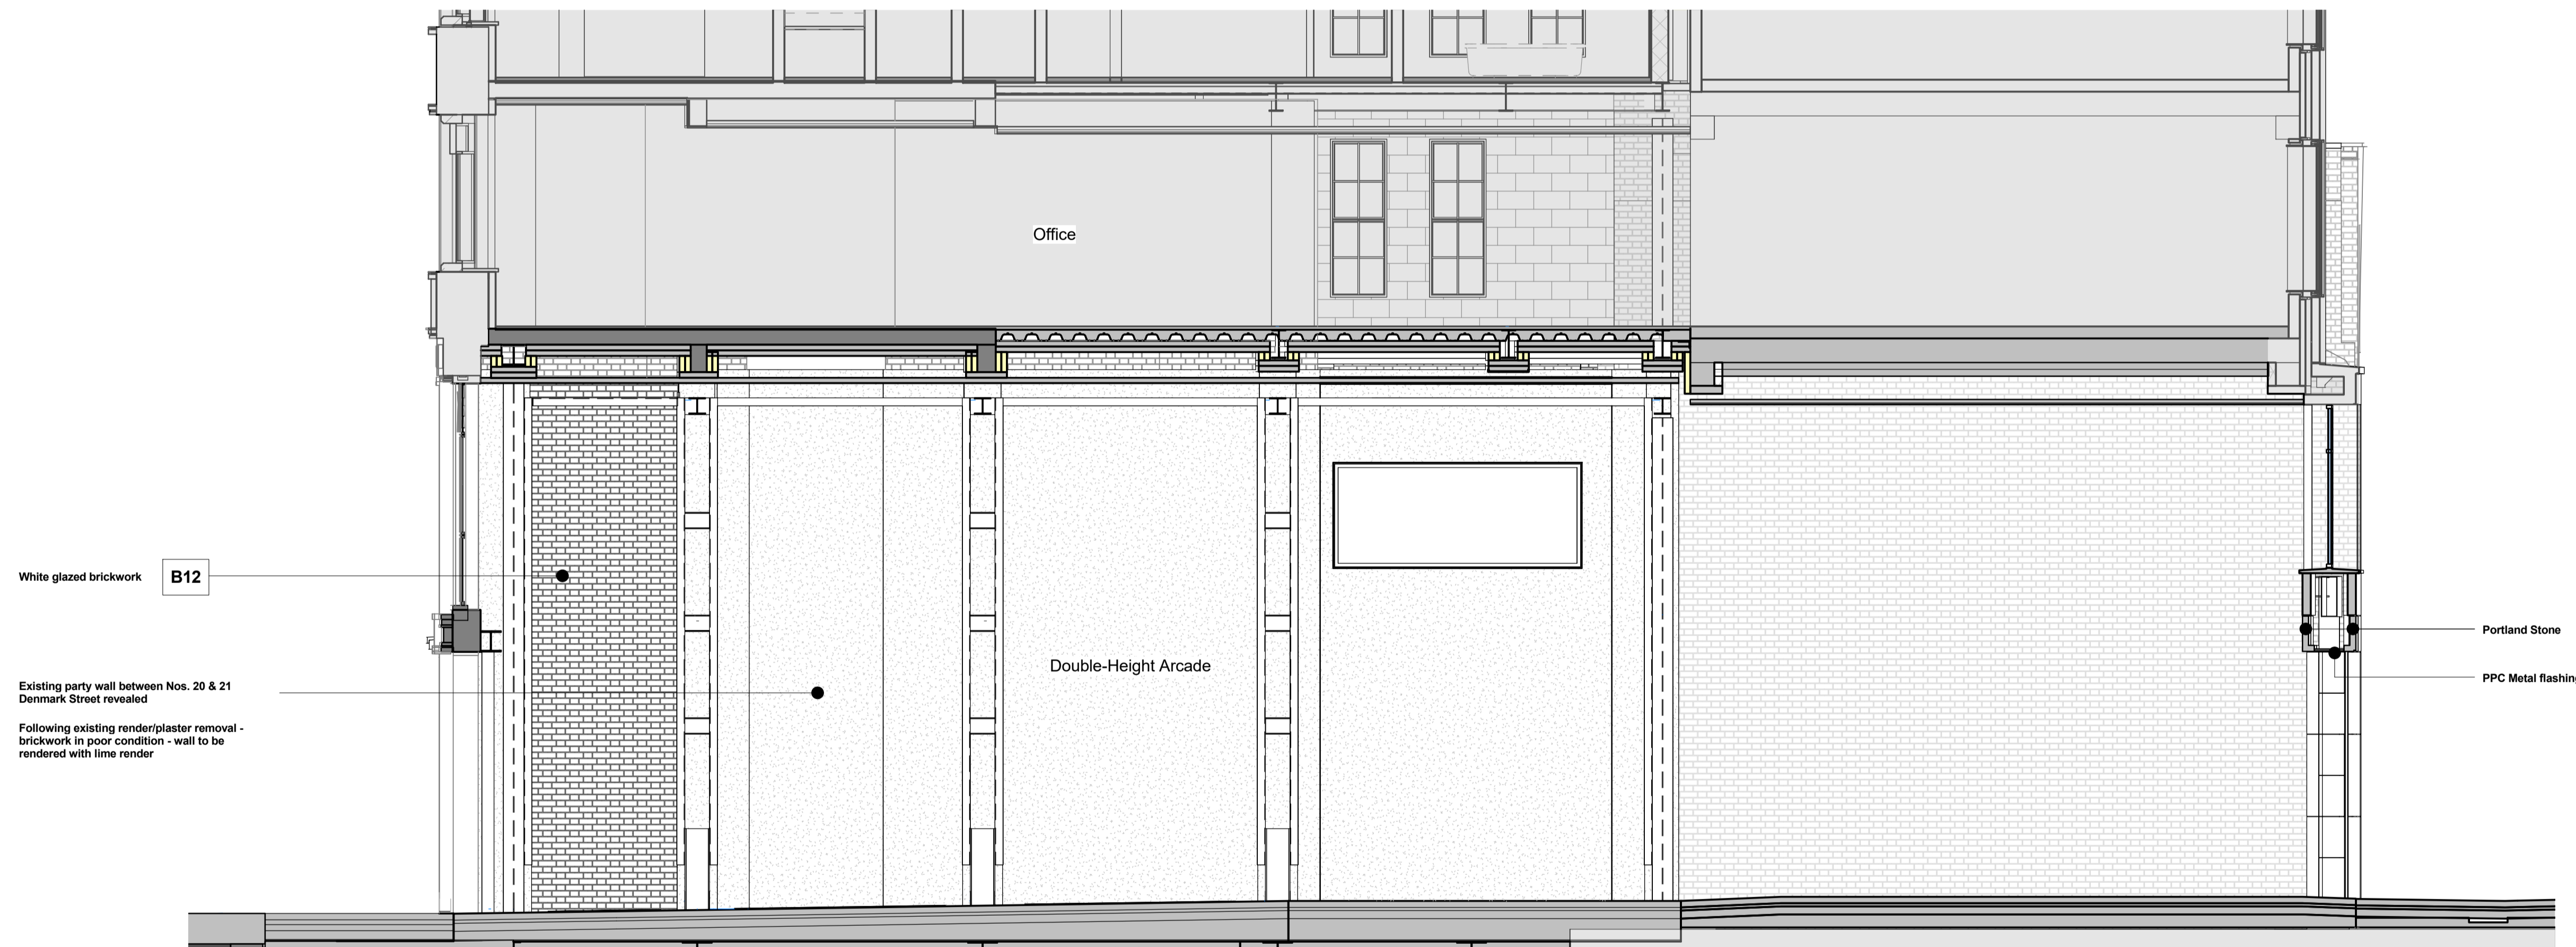 Office
White glazed brickwork
B12
Double-Height Arcade
Portland Stone
PPC Metal flashing
Existing party wall between Nos. 20 & 21
Denmark Street revealed
Following existing render/plaster removal -
brickwork in poor condition - wall to be
rendered with lime render